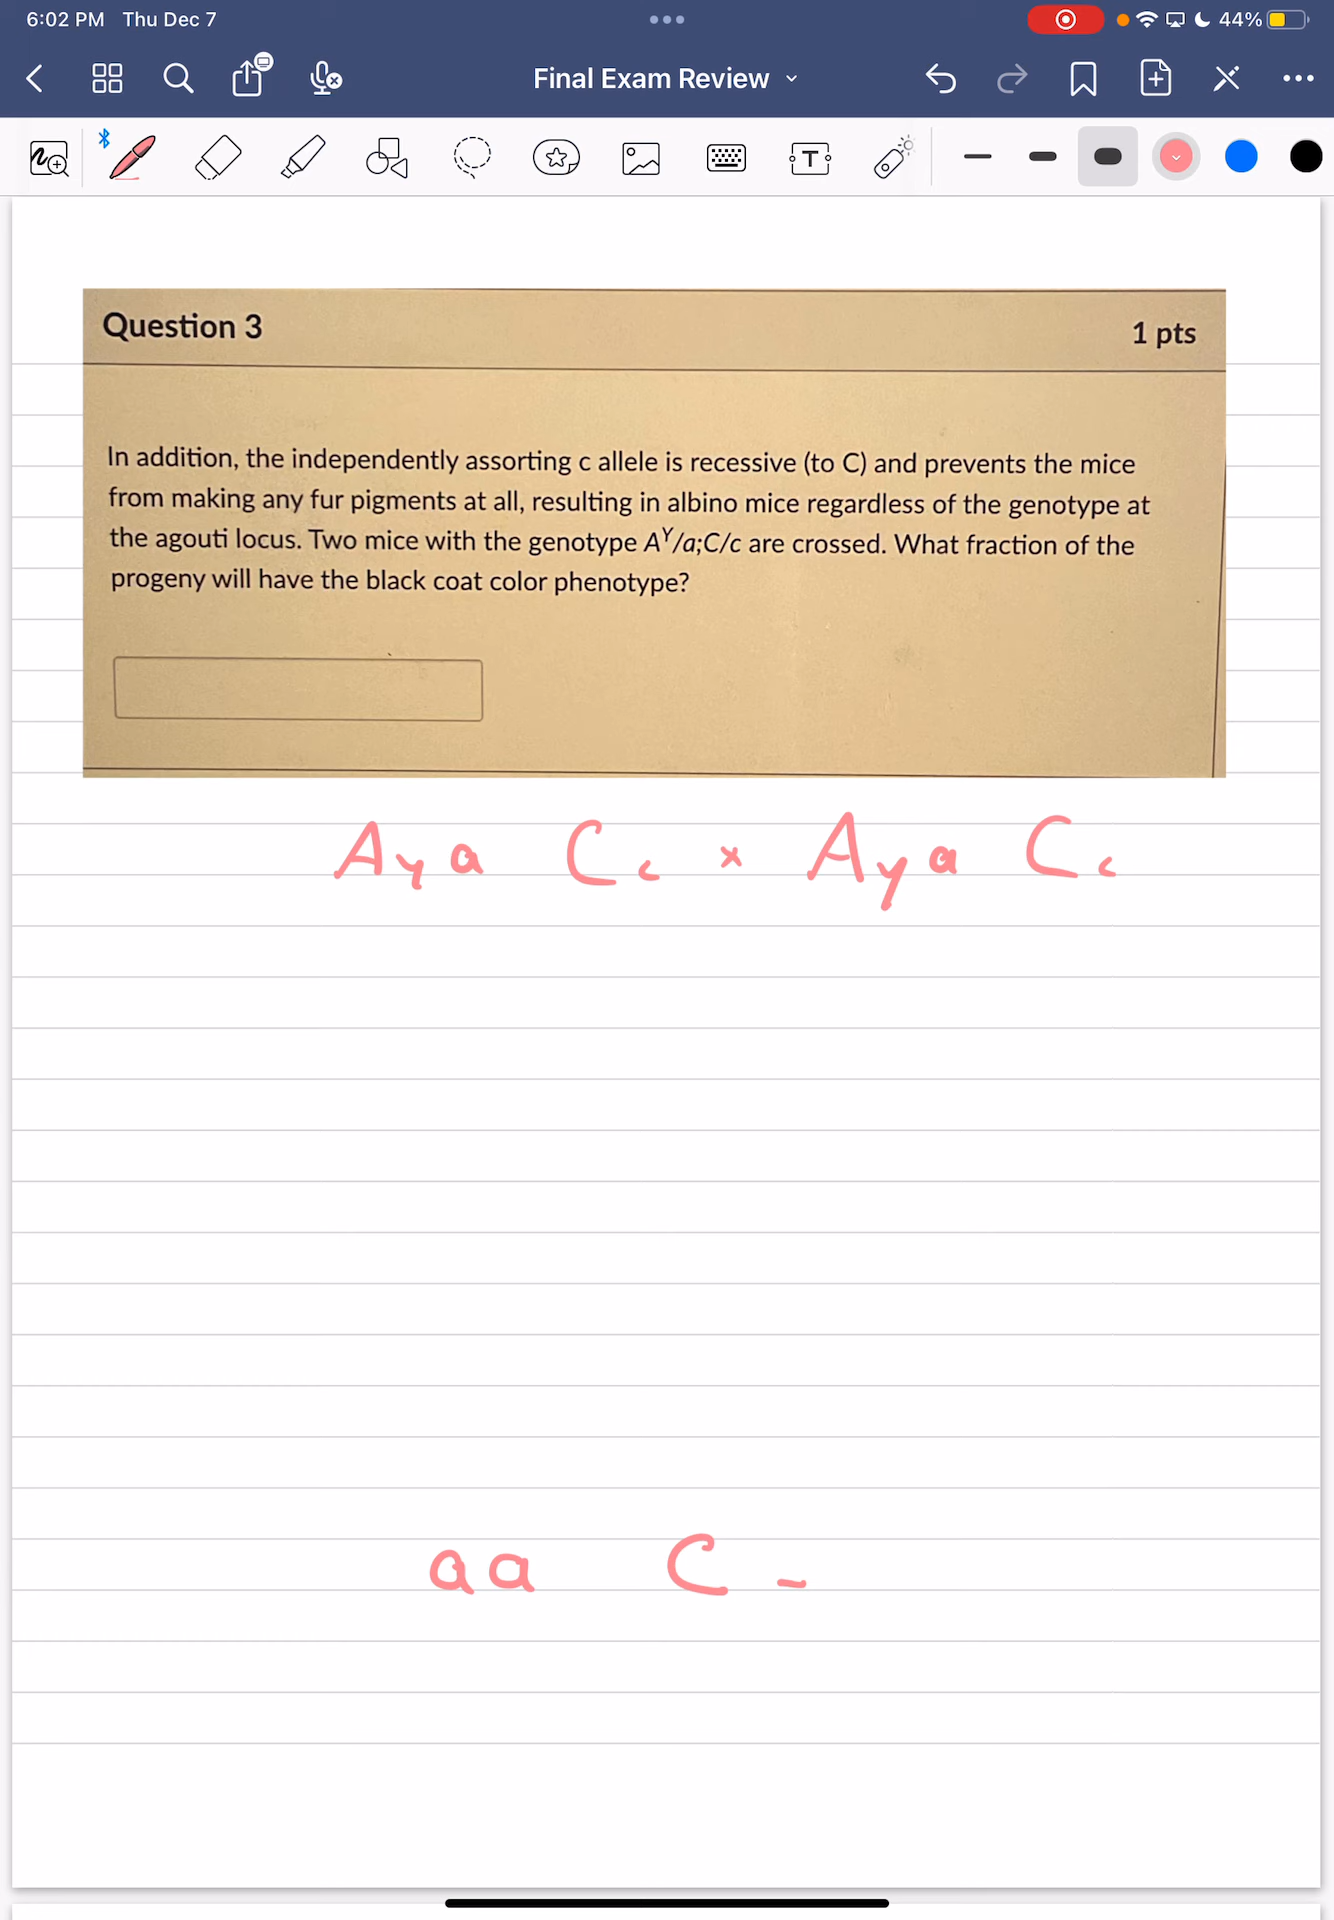 6:02 PM Thu Dec 7
44%
Final Exam Review
T
Question 3
1 pts
In addition, the independently assorting c allele is recessive (to C) and prevents the mice
from making any fur pigments at all, resulting in albino mice regardless of the genotype at
the agouti locus. Two mice with the genotype A^Y/a;C/c are crossed. What fraction of the
progeny will have the black coat color phenotype?
Aya Cc x Aya Cc
aa C -